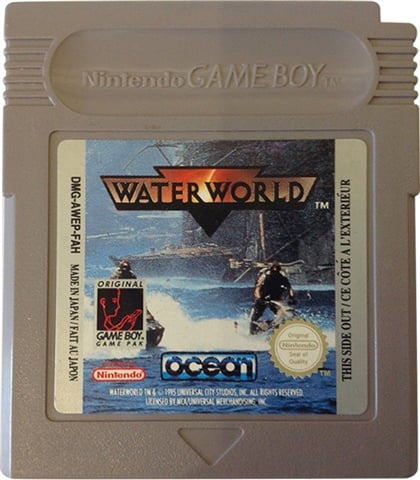 Nintendo GAME BOY TM
DMG-AWEP-FAH
MADE IN JAPAN/FAIT AU JAPON
WATERWORLD
TM
ORIGINAL
GAME BOY
GAME PAK
Nintendo
ocean
TM
Original
Nintendo
Seal of
Quality
WATERWORLD TM & © 1995 UNIVERSAL CITY STUDIOS, INC. ALL RIGHTS RESERVED.
LICENSED BY MCA/UNIVERSAL MERCHANDISING, INC.
THIS SIDE OUT / CE CÔTÉ À L'EXTERIÉUR